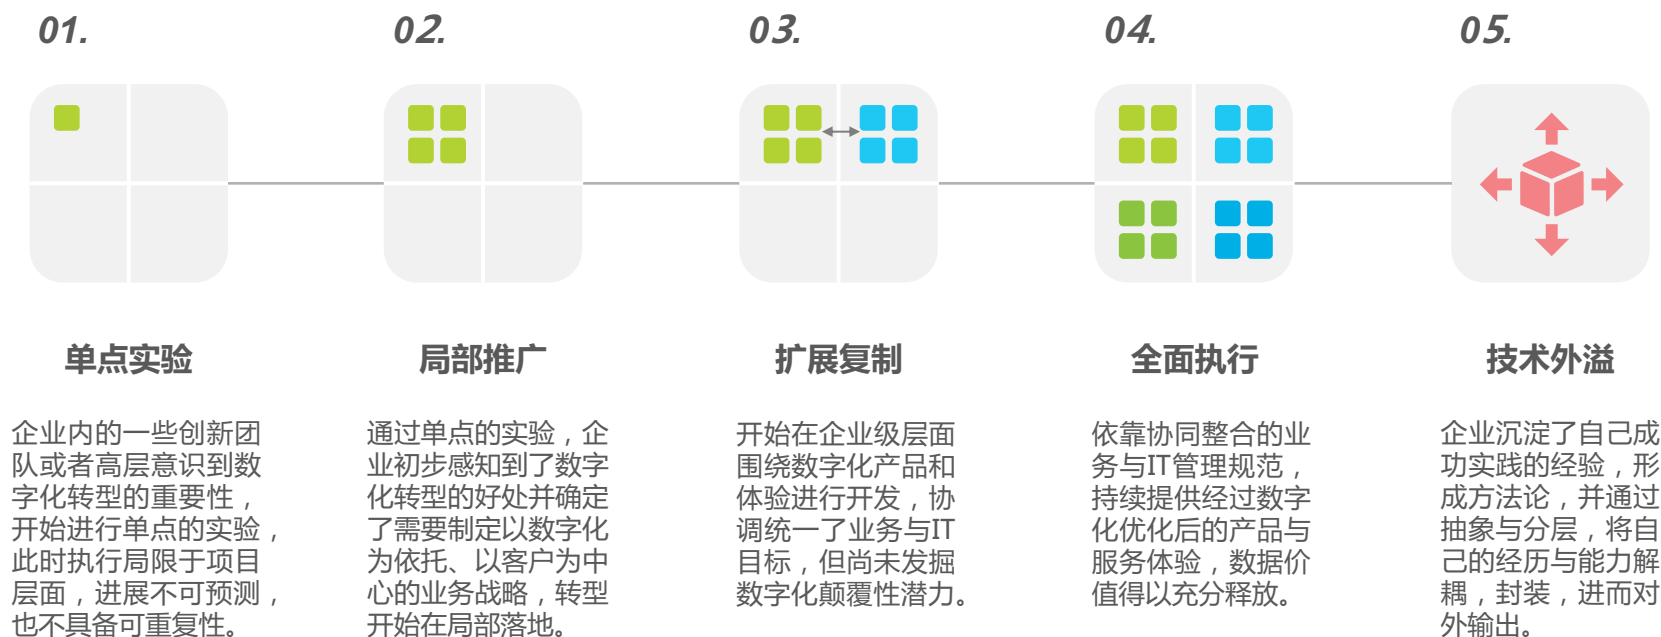 01.
02.
03.
04.
05.
单点实验
局部推广
扩展复制
全面执行
技术外溢
企业内的一些创新团
队或者高层意识到数
字化转型的重要性，
开始进行单点的实验，
此时执行局限于项目
层面，进展不可预测，
也不具备可重复性。
通过单点的实验，企
业初步感知到了数字
化转型的好处并确定
了需要制定以数字化
为依托、以客户为中
心的业务战略，转型
开始在局部落地。
开始在企业级层面
围绕数字化产品和
体验进行开发，协
调统一了业务与IT
目标，但尚未发掘
数字化颠覆性潜力。
依靠协同整合的业
务与IT管理规范，
持续提供经过数字
化优化后的产品与
服务体验，数据价
值得以充分释放。
企业沉淀了自己成
功实践的经验，形
成方法论，并通过
抽象与分层，将自
己的经历与能力解
耦，封装，进而对
外输出。